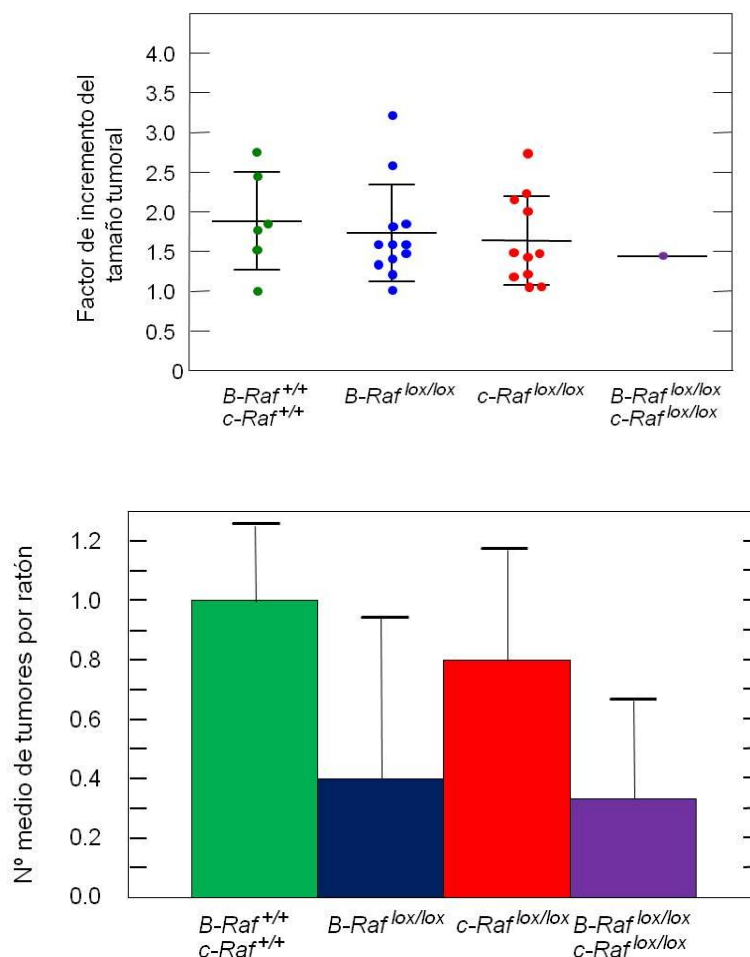 Factor de incremento del
tamaño tumoral
4.0
3.5
3.0
2.5
2.0
1.5
1.0
0.5
0
B-Raf+/+ B-Raflox/lox c-Raflox/lox B-Raflox/lox
c-Raf+/+ c-Raflox/lox
Nº medio de tumores por ratón
1.2
1.0
0.8
0.6
0.4
0.2
0.0
B-Raf+/+ B-Raflox/lox c-Raflox/lox B-Raflox/lox
c-Raf+/+ c-Raflox/lox